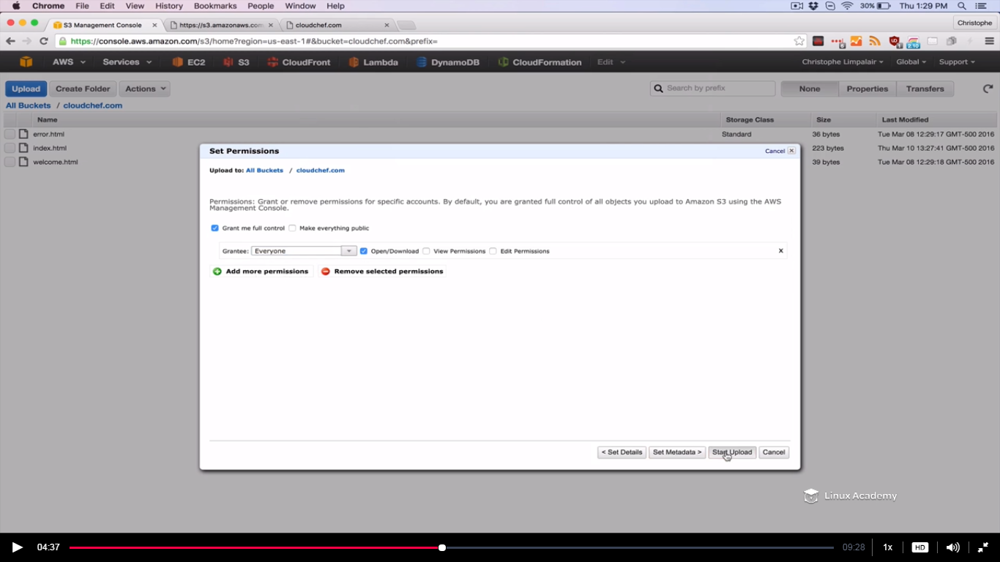 Chrome File Edit View History Bookmarks People Window Help 30% Thu 1:29 PM
S3 Management Console https://s3.amazonaws.com cloudchef.com Christophe
https://console.aws.amazon.com/s3/home?region=us-east-1#&bucket=cloudchef.com&prefix=
AWS Services EC2 S3 CloudFront Lambda DynamoDB CloudFormation Edit Christophe Limpalair Global Support
Upload Create Folder Actions Search by prefix None Properties Transfers
All Buckets / cloudchef.com
Name Storage Class Size Last Modified
error.html Standard 36 bytes Tue Mar 08 12:29:17 GMT-500 2016
index.html 223 bytes Thu Mar 10 13:27:41 GMT-500 2016
welcome.html 39 bytes Tue Mar 08 12:29:18 GMT-500 2016
Set Permissions Cancel
Upload to: All Buckets / cloudchef.com
Permissions: Grant or remove permissions for specific accounts. By default, you are granted full control of all objects you upload to Amazon S3 using the AWS
Management Console.
Grant me full control Make everything public
Grantee: Everyone Open/Download View Permissions Edit Permissions x
Add more permissions Remove selected permissions
< Set Details Set Metadata > Start Upload Cancel
Linux Academy
04:37 09:28 1x HD